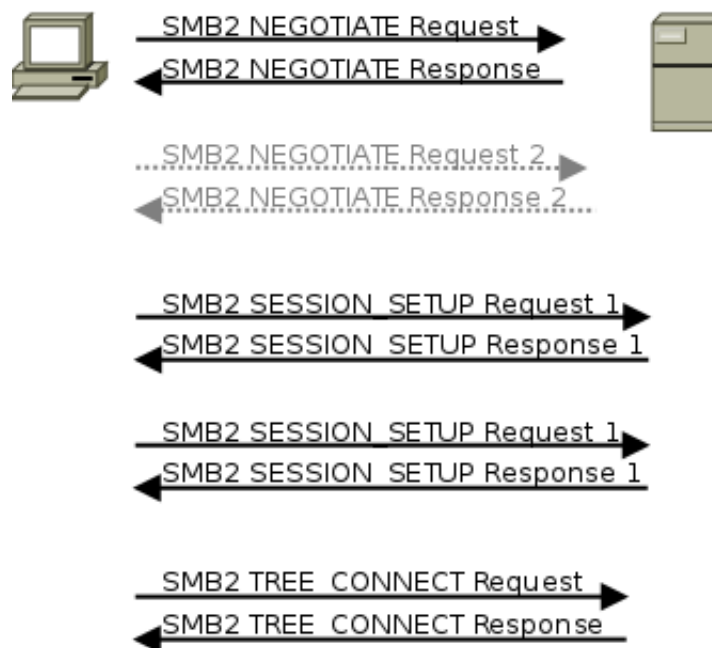 SMB2 NEGOTIATE Request
SMB2 NEGOTIATE Response
SMB2 NEGOTIATE Request 2
SMB2 NEGOTIATE Response 2
SMB2 SESSION_SETUP Request 1
SMB2 SESSION_SETUP Response 1
SMB2 SESSION_SETUP Request 1
SMB2 SESSION_SETUP Response 1
SMB2 TREE_CONNECT Request
SMB2 TREE_CONNECT Response